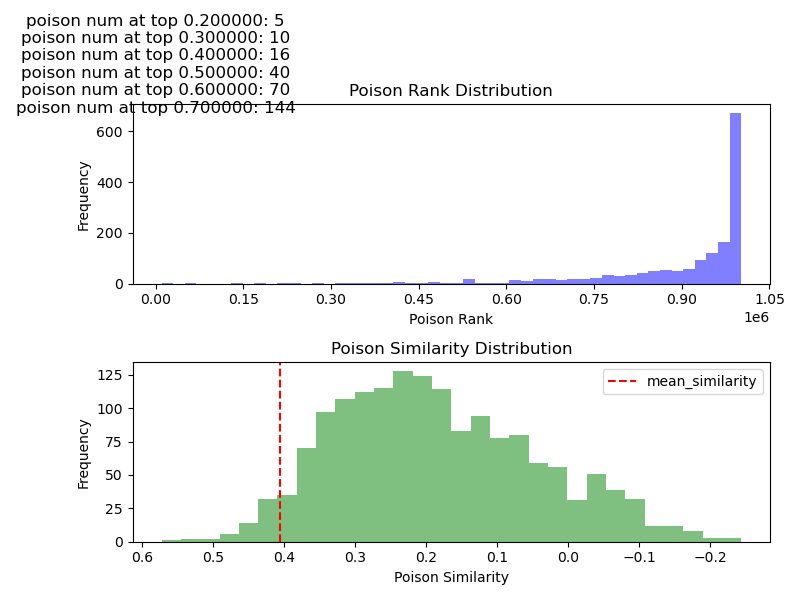 poison num at top 0.200000: 5
poison num at top 0.300000: 10
poison num at top 0.400000: 16
poison num at top 0.500000: 40
poison num at top 0.600000: 70
poison num at top 0.700000: 144
Poison Rank Distribution
Frequency
600
400
200
0
0.00 0.15 0.30 0.45 0.60 0.75 0.90 1.05
1e6
Poison Rank
Poison Similarity Distribution
mean_similarity
Frequency
125
100
75
50
25
0
0.6 0.5 0.4 0.3 0.2 0.1 0.0 −0.1 −0.2
Poison Similarity